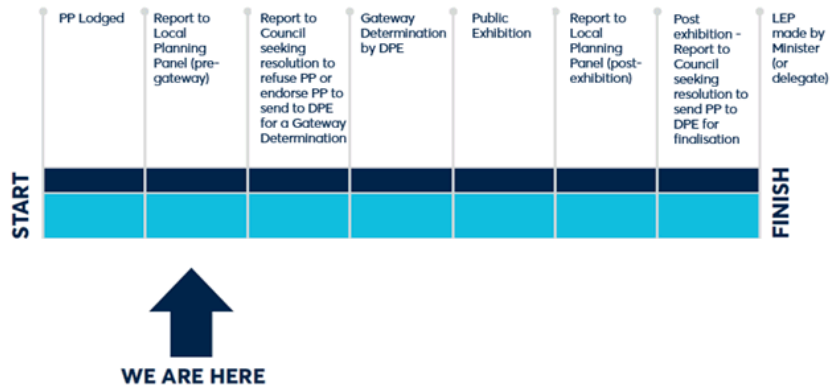 PP Lodged
Report to
Local
Planning
Panel (pre-
gateway)
Report to
Council
seeking
resolution to
refuse PP or
endorse PP to
send to DPE
for a Gateway
Determination
Gateway
Determination
by DPE
Public
Exhibition
Report to
Local
Planning
Panel (post-
exhibition)
Post
exhibition -
Report to
Council
seeking
resolution to
send PP to
DPE for
finalisation
LEP
made by
Minister
(or
delegate)
START
FINISH
WE ARE HERE